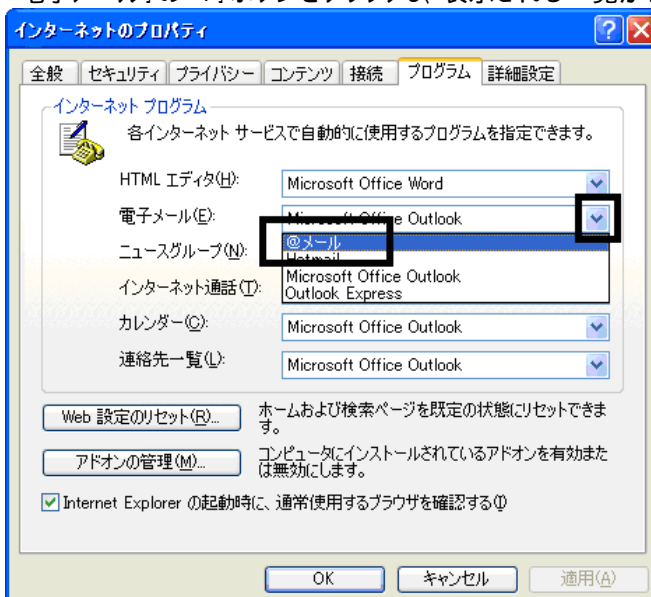 インターネットのプロパティ
全般 セキュリティ プライバシー コンテンツ 接続 プログラム 詳細設定
インターネット プログラム
各インターネット サービスで自動的に使用するプログラムを指定できます。
HTML エディタ(H): Microsoft Office Word
電子メール(E): Microsoft Office Outlook
@メール
ニュースグループ(N): Hotmail
Microsoft Office Outlook
インターネット通話(T): Outlook Express
カレンダー(C): Microsoft Office Outlook
連絡先一覧(L): Microsoft Office Outlook
Web 設定のリセット(R)... ホームおよび検索ページを既定の状態にリセットできま
す。
アドオンの管理(M)... コンピュータにインストールされているアドオンを有効また
は無効にします。
Internet Explorer の起動時に、通常使用するブラウザを確認する(I)
OK キャンセル 適用(A)